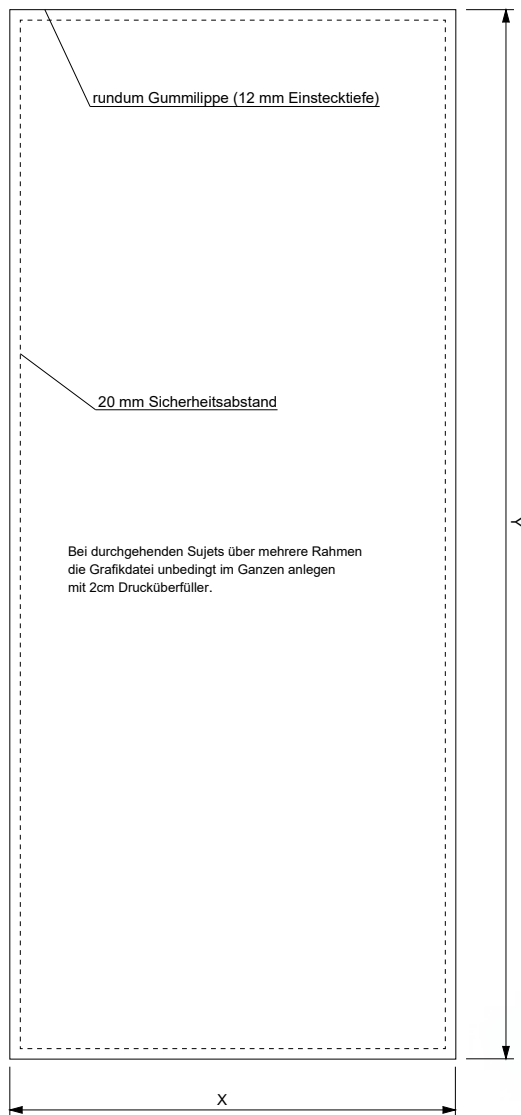 rundum Gummilippe (12 mm Einstecktiefe)
20 mm Sicherheitsabstand
Y
Bei durchgehenden Sujets über mehrere Rahmen
die Grafikdatei unbedingt im Ganzen anlegen
mit 2cm Drucküberfüller.
X